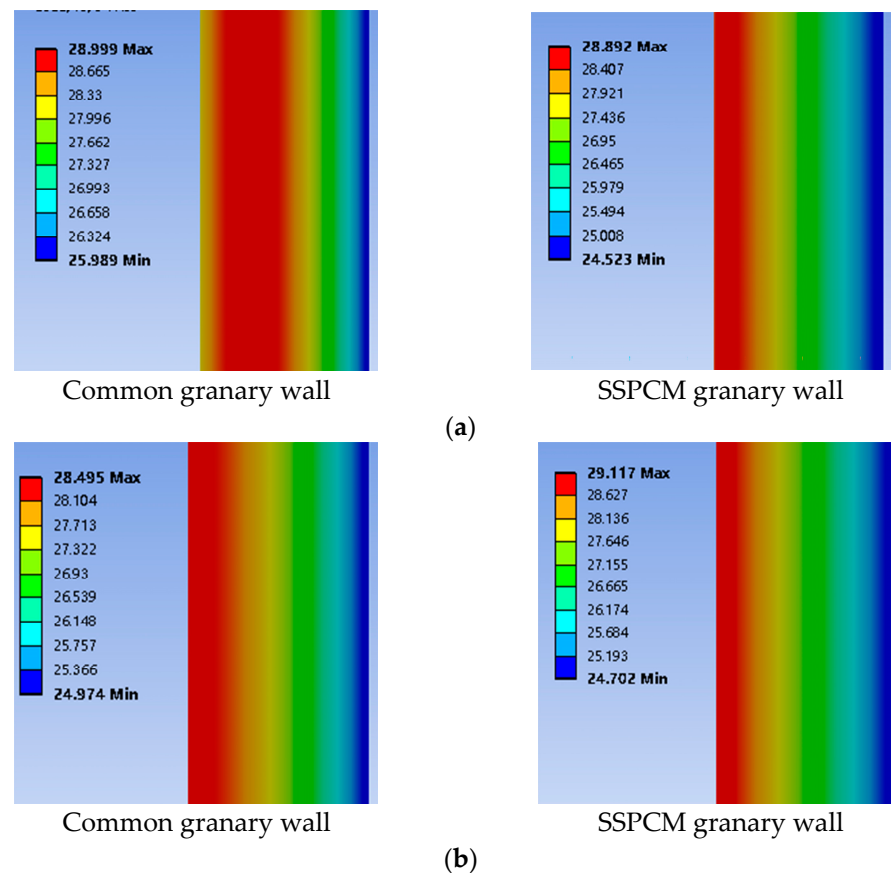 28.999 Max
28.665
28.33
27.996
27.662
27.327
26.993
26.658
26.324
25.989 Min
28.892 Max
28.407
27.921
27.436
26.95
26.465
25.979
25.494
25.008
24.523 Min
Common granary wall
SSPCM granary wall
(a)
28.495 Max
28.104
27.713
27.322
26.93
26.539
26.148
25.757
25.366
24.974 Min
29.117 Max
28.627
28.136
27.646
27.155
26.665
26.174
25.684
25.193
24.702 Min
Common granary wall
SSPCM granary wall
(b)